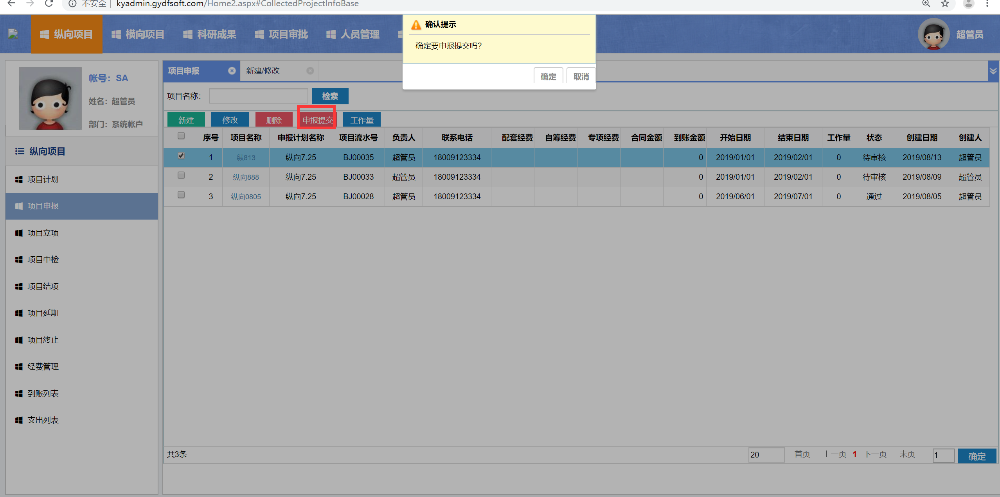 不安全 | kyadmin.gydfsoft.com/Home2.aspx#CollectedProjectInfoBase
纵向项目 横向项目 科研成果 项目审批 人员管理 超管员
确认提示
确定要申报提交吗?
确定 取消
帐号：SA
姓名：超管员
部门：系统帐户
纵向项目
项目计划
项目申报
项目立项
项目中检
项目结项
项目延期
项目终止
经费管理
到账列表
支出列表
项目申报 新建/修改
项目名称： 检索
新建 修改 删除 申报提交 工作量
序号 项目名称 申报计划名称 项目流水号 负责人 联系电话 配套经费 自筹经费 专项经费 合同金额 到账金额 开始日期 结束日期 工作量 状态 创建日期 创建人
1 纵813 纵向7.25 BJ00035 超管员 18009123334 0 2019/01/01 2019/02/01 0 待审核 2019/08/13 超管员
2 纵向888 纵向7.25 BJ00033 超管员 18009123334 0 2019/01/01 2019/02/01 0 待审核 2019/08/09 超管员
3 纵向0805 纵向7.25 BJ00028 超管员 18009123334 0 2019/06/01 2019/07/01 0 通过 2019/08/05 超管员
共3条 20 首页 上一页 1 下一页 末页 1 确定